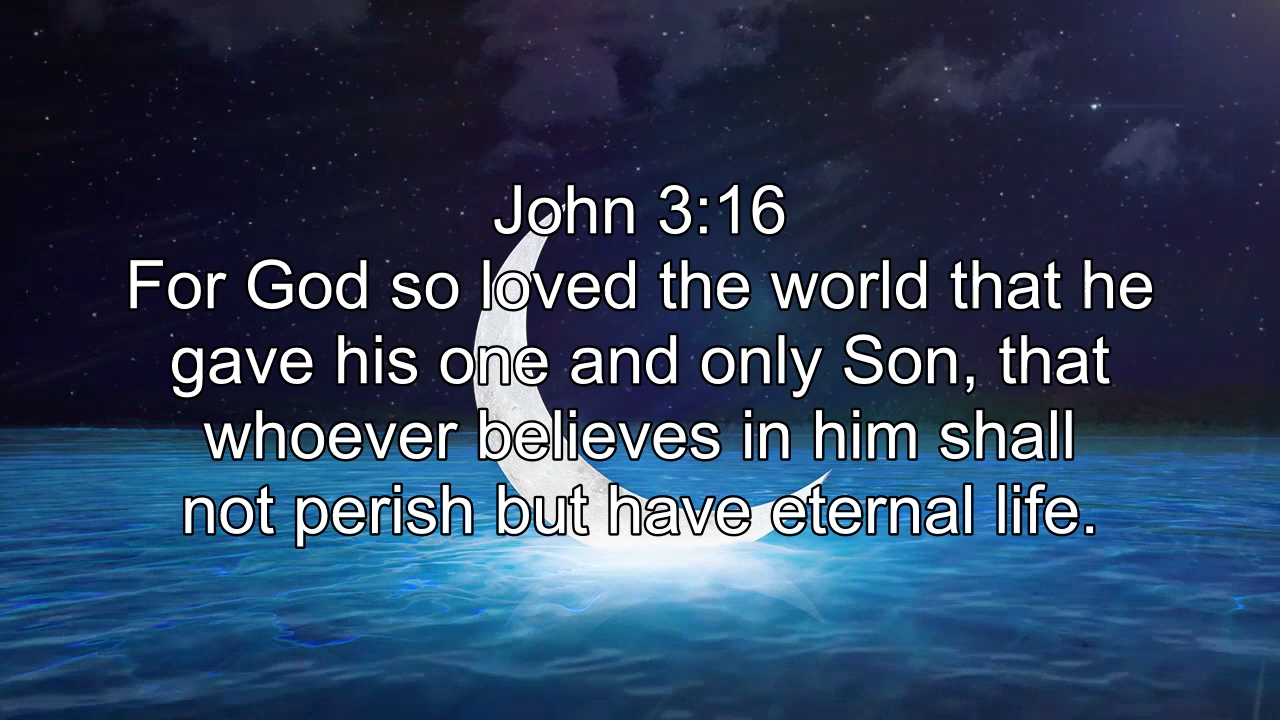 John 3:16
For God so loved the world that he
gave his one and only Son, that
whoever believes in him shall
not perish but have eternal life.